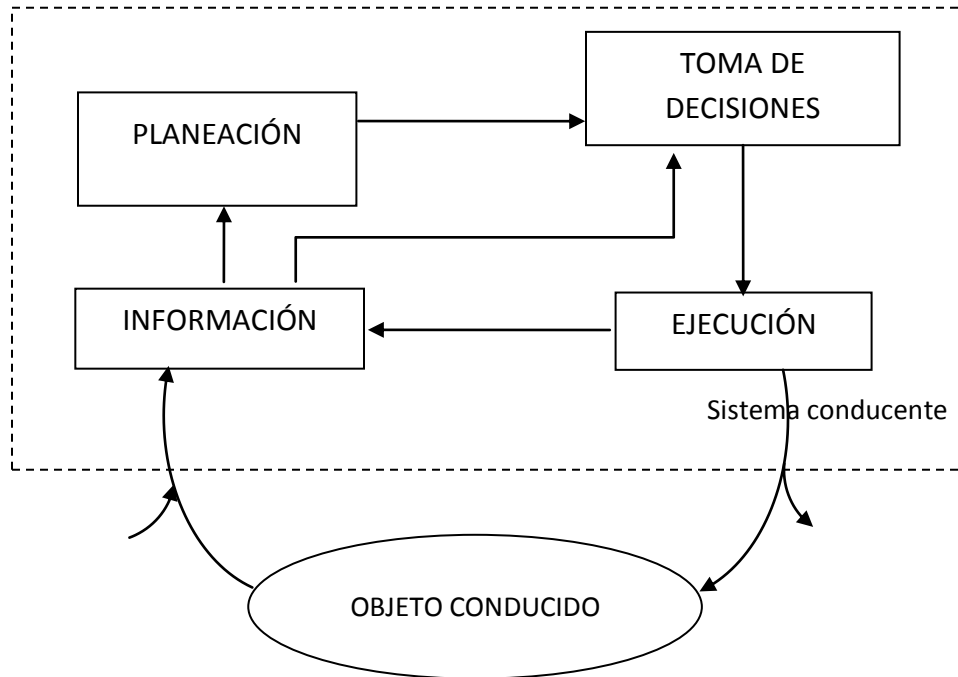 TOMA DE
DECISIONES
PLANEACIÓN
INFORMACIÓN
EJECUCIÓN
Sistema conducente
OBJETO CONDUCIDO